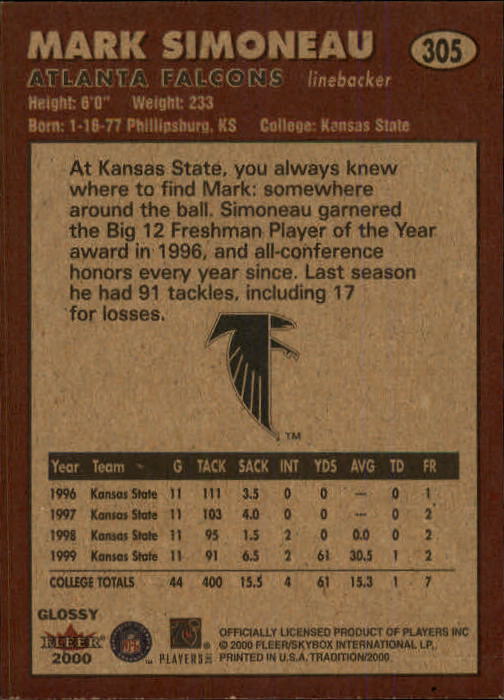 MARK SIMONEAU 305
ATLANTA FALCONS linebacker
Height: 6'0" Weight: 233
Born: 1-16-77 Phillipsburg, KS College: Kansas State
At Kansas State, you always knew
where to find Mark: somewhere
around the ball. Simoneau garnered
the Big 12 Freshman Player of the Year
award in 1996, and all-conference
honors every year since. Last season
he had 91 tackles, including 17
for losses.
TM
Year Team G TACK SACK INT YDS AVG TD FR
1996 Kansas State 11 111 3.5 0 0 — 0 1
1997 Kansas State 11 103 4.0 0 0 — 0 2
1998 Kansas State 11 95 1.5 2 0 0.0 0 2
1999 Kansas State 11 91 6.5 2 61 30.5 1 2
COLLEGE TOTALS 44 400 15.5 4 61 15.3 1 7
GLOSSY
FLEER
2000
NFL
PLAYERS INC
OFFICIALLY LICENSED PRODUCT OF PLAYERS INC
© 2000 FLEER/SKYBOX INTERNATIONAL LP,
PRINTED IN U.S.A. TRADITION/2000